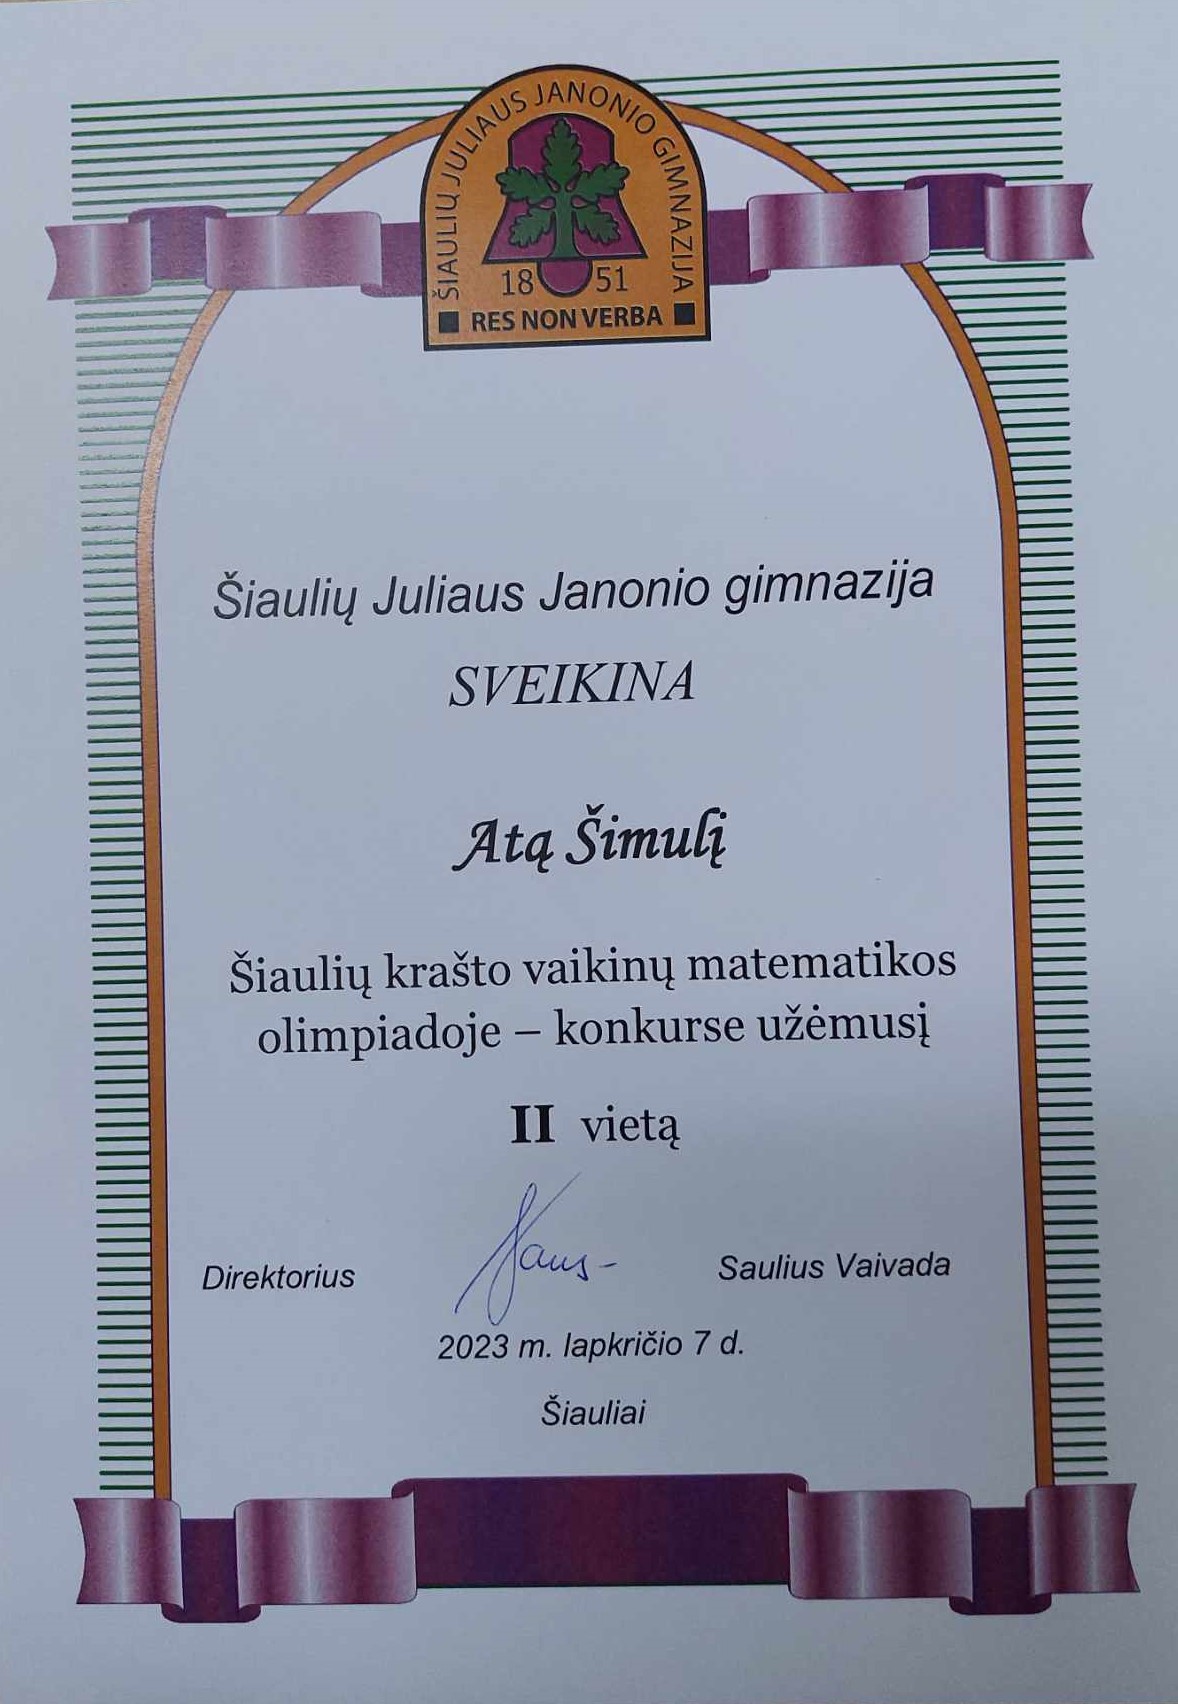 ŠIAULIŲ JULIAUS JANONIO GIMNAZIJA
18 51
RES NON VERBA
Šiaulių Juliaus Janonio gimnazija
SVEIKINA
Atą Šimulį
Šiaulių krašto vaikinų matematikos
olimpiadoje – konkurse užėmusį
II vietą
Direktorius Saulius Vaivada
2023 m. lapkričio 7 d.
Šiauliai